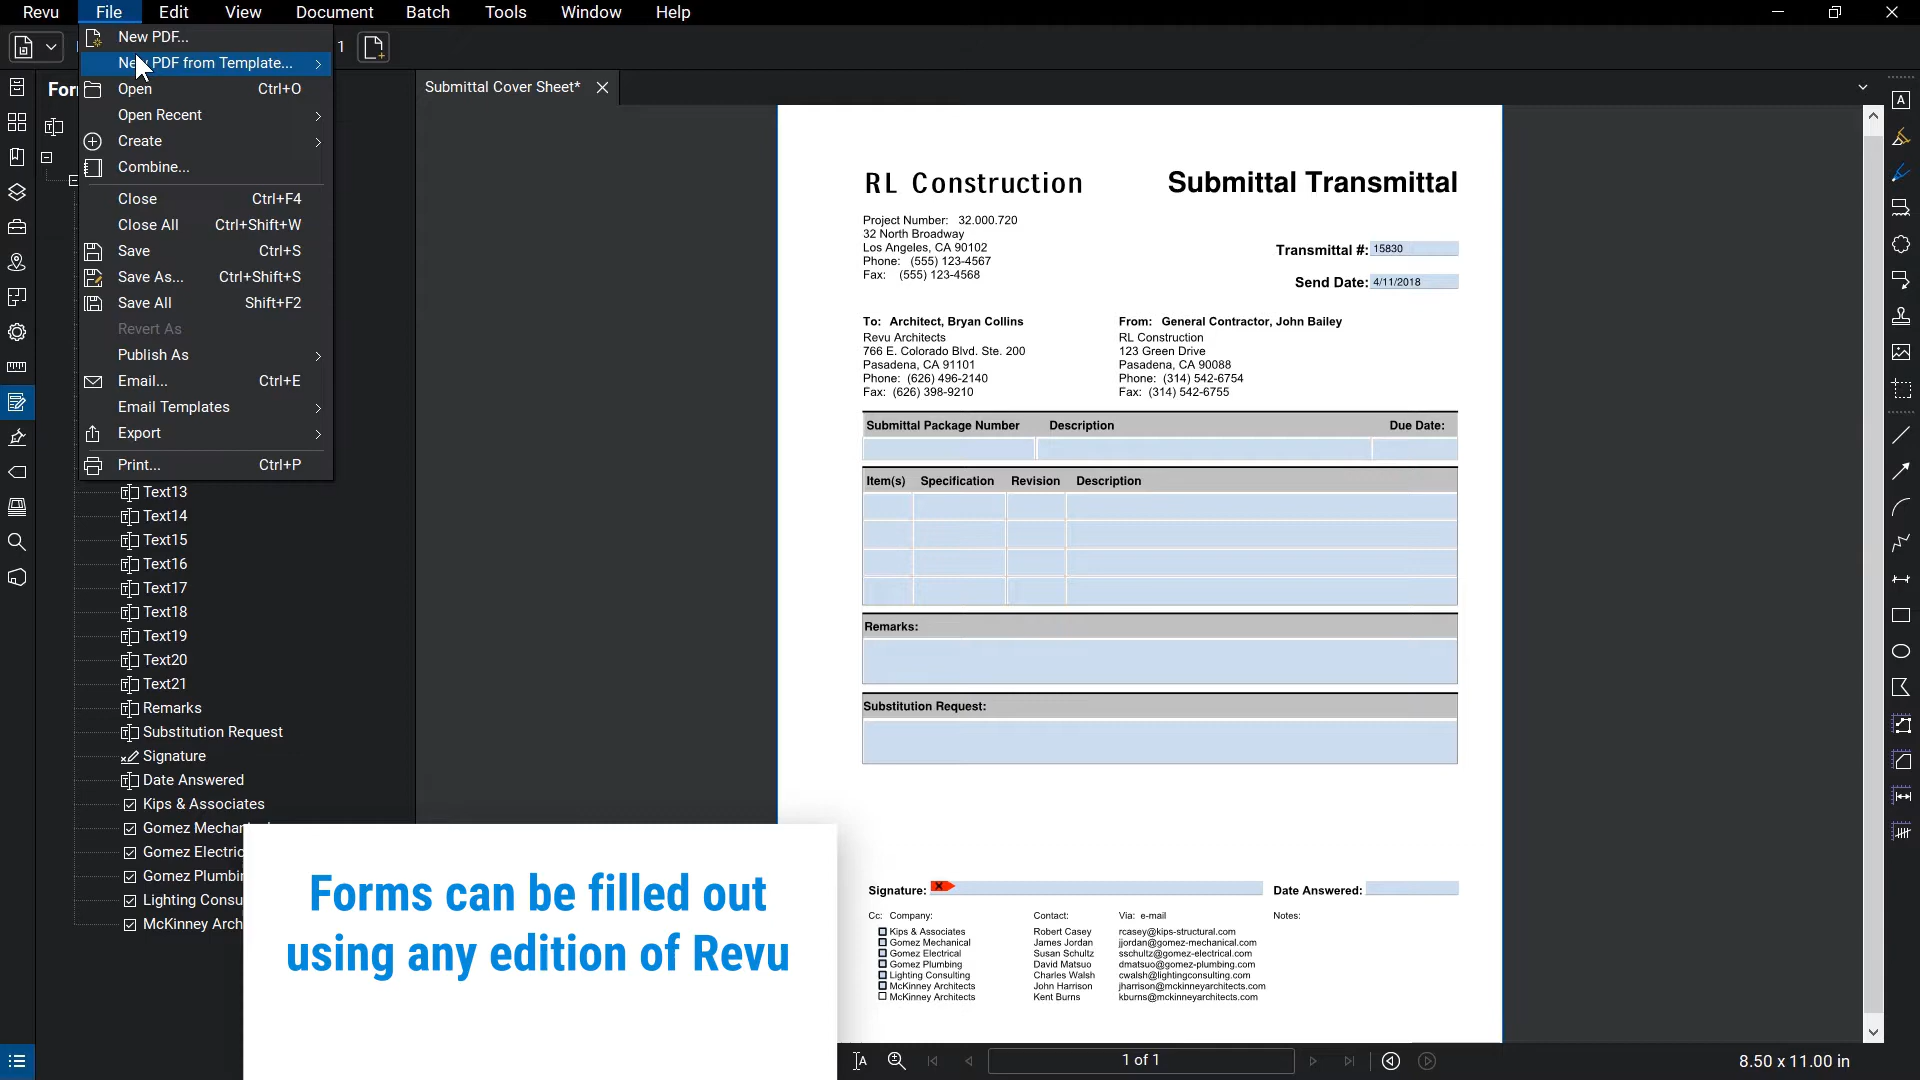 Revu File Edit View Document Batch Tools Window Help
1
New PDF...
PDF from Template...
Open Ctrl+O
Open Recent
Create
Combine...
Close Ctrl+F4
Close All Ctrl+Shift+W
Save Ctrl+S
Save As... Ctrl+Shift+S
Save All Shift+F2
Revert As
Publish As
Email... Ctrl+E
Email Templates
Export
Print... Ctrl+P
Text13
Text14
Text15
Text16
Text17
Text18
Text19
Text20
Text21
Remarks
Substitution Request
Signature
Date Answered
Kips & Associates
Gomez
Gomez
Gomez
Lighting
McKinney
Submittal Cover Sheet*
RL Construction Submittal Transmittal
Project Number: 32.000.720
32 North Broadway
Los Angeles, CA 90102
Phone: (555) 123-4567
Fax: (555) 123-4568
Transmittal #: 15830
Send Date: 4/11/2018
To: Architect, Bryan Collins
Revu Architects
766 E. Colorado Blvd. Ste. 200
Pasadena, CA 91101
Phone: (626) 496-2140
Fax: (626) 398-9210
From: General Contractor, John Bailey
RL Construction
123 Green Drive
Pasadena, CA 90088
Phone: (314) 542-6754
Fax: (314) 542-6755
Submittal Package Number Description Due Date:
Item(s) Specification Revision Description
Remarks:
Substitution Request:
Signature: X Date Answered:
Cc: Company: Contact: Via: e-mail Notes:
Kips & Associates Robert Casey rcasey@kips-structural.com
Gomez Mechanical James Jordan jjordan@gomez-mechanical.com
Gomez Electrical Susan Schultz sschultz@gomez-electrical.com
Gomez Plumbing David Matsuo dmatsuo@gomez-plumbing.com
Lighting Consulting Charles Walsh cwalsh@lightingconsulting.com
McKinney Architects John Harrison jharrison@mckinneyarchitects.com
McKinney Architects Kent Burns kburns@mckinneyarchitects.com
Forms can be filled out
using any edition of Revu
1 of 1
8.50 x 11.00 in